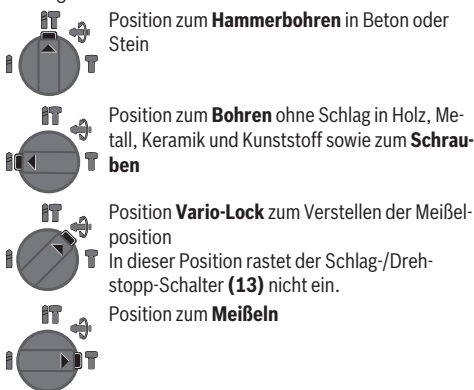 Position zum Hammerbohren in Beton oder
Stein
Position zum Bohren ohne Schlag in Holz, Me-
tall, Keramik und Kunststoff sowie zum Schrau-
ben
Position Vario-Lock zum Verstellen der Meißel-
position
In dieser Position rastet der Schlag-/Dreh-
stopp-Schalter (13) nicht ein.
Position zum Meißeln